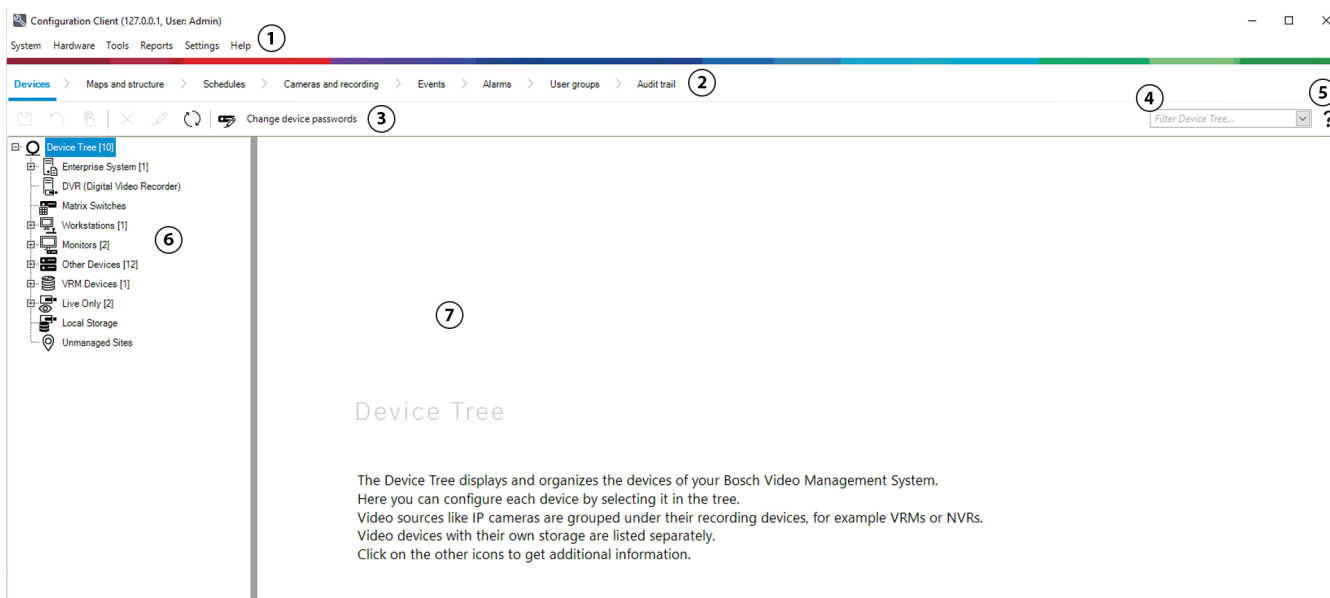 Configuration Client (127.0.0.1, User: Admin)
System Hardware Tools Reports Settings Help 1
Devices > Maps and structure > Schedules > Cameras and recording > Events > Alarms > User groups > Audit trail 2
4 5
Change device passwords 3 Filter Device Tree... ?
Device Tree [10]
Enterprise System [1]
DVR (Digital Video Recorder)
Matrix Switches
Workstations [1]
6
Monitors [2]
Other Devices [12]
VRM Devices [1]
Live Only [2]
7
Local Storage
Unmanaged Sites
Device Tree
The Device Tree displays and organizes the devices of your Bosch Video Management System.
Here you can configure each device by selecting it in the tree.
Video sources like IP cameras are grouped under their recording devices, for example VRMs or NVRs.
Video devices with their own storage are listed separately.
Click on the other icons to get additional information.